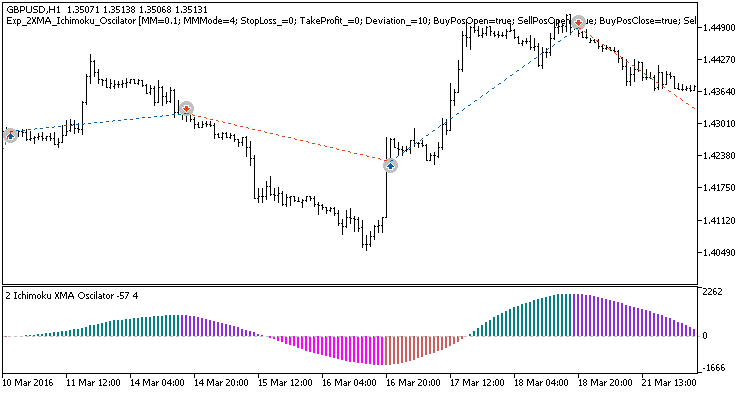 GBPUSD,H1 1.35071 1.35138 1.35068 1.35131
Exp_2XMA_Ichimoku_Oscilator [MM=0.1; MMMode=4; StopLoss_=0; TakeProfit_=0; Deviation_=10; BuyPosOpen=true; SellPosOpen=true; BuyPosClose=true; Sel
1.44900
1.44270
1.43640
1.43010
1.42380
1.41750
1.41120
1.40490
2 Ichimoku XMA Oscilator -57 4
2262
0
-1666
10 Mar 2016 11 Mar 12:00 14 Mar 04:00 14 Mar 20:00 15 Mar 12:00 16 Mar 04:00 16 Mar 20:00 17 Mar 12:00 18 Mar 04:00 18 Mar 20:00 21 Mar 13:00